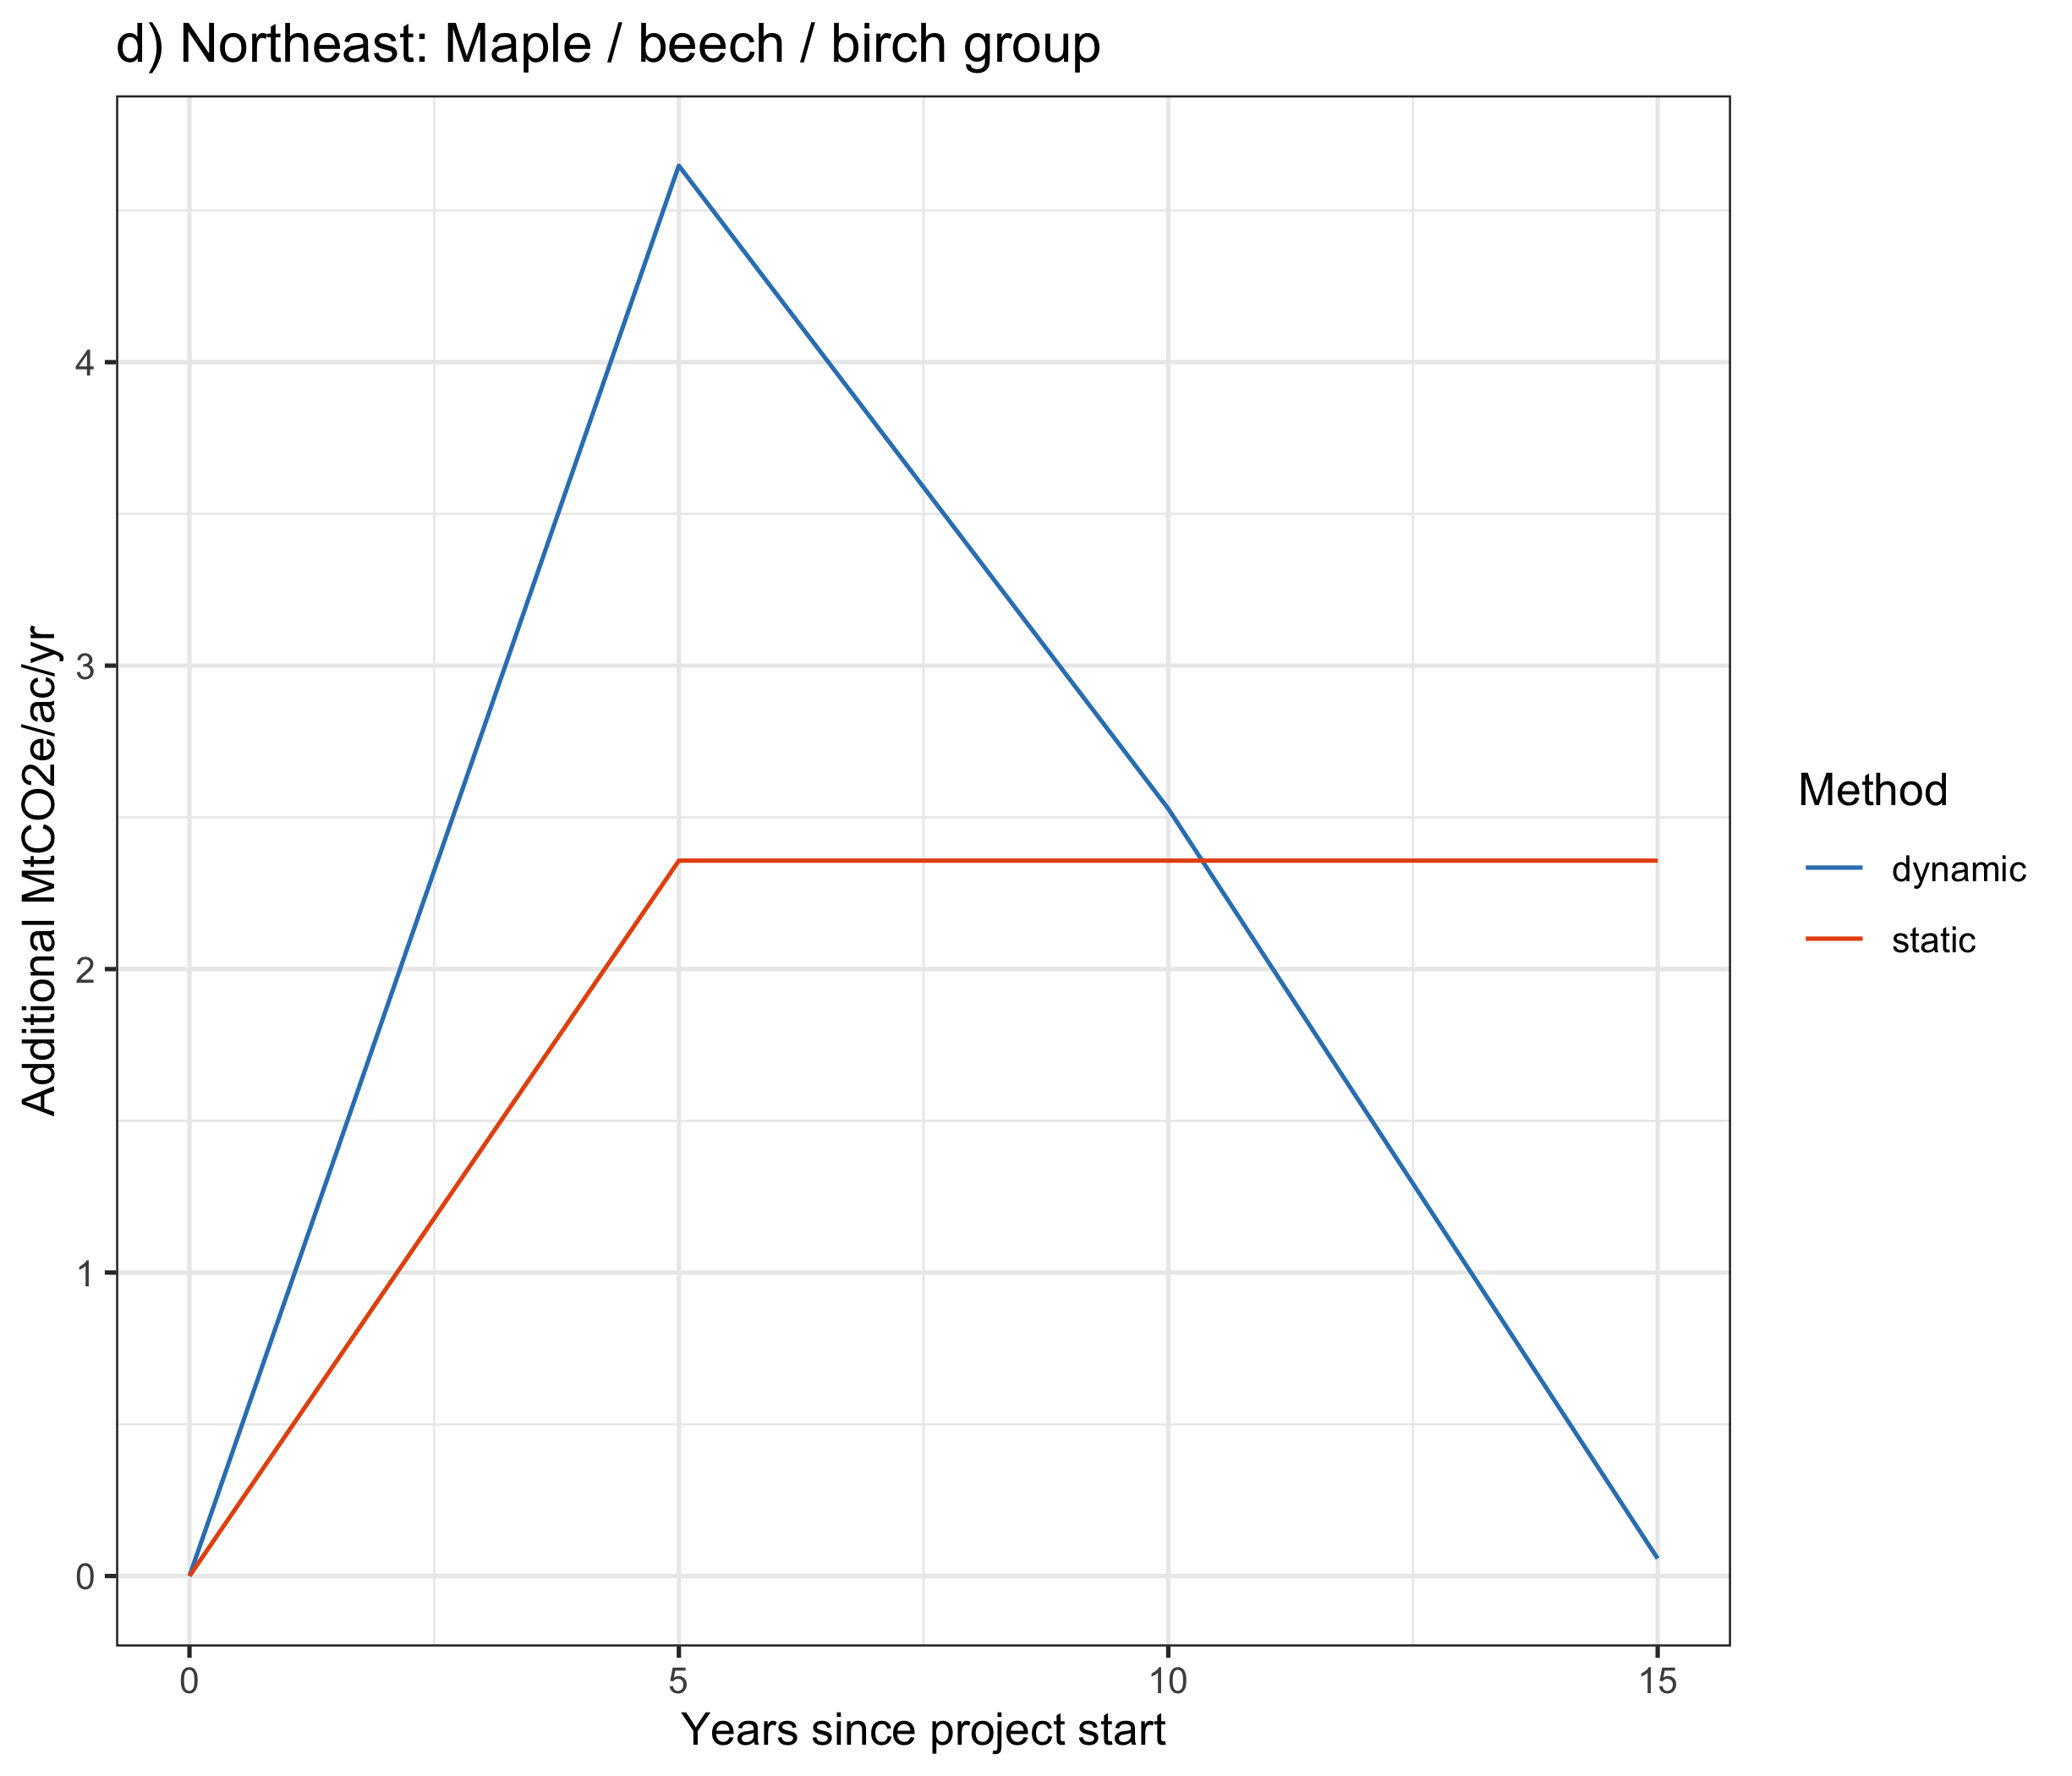 d) Northeast: Maple / beech / birch group
Additional MtCO2e/ac/yr
4
3
2
1
0
0 5 10 15
Years since project start
Method
dynamic
static